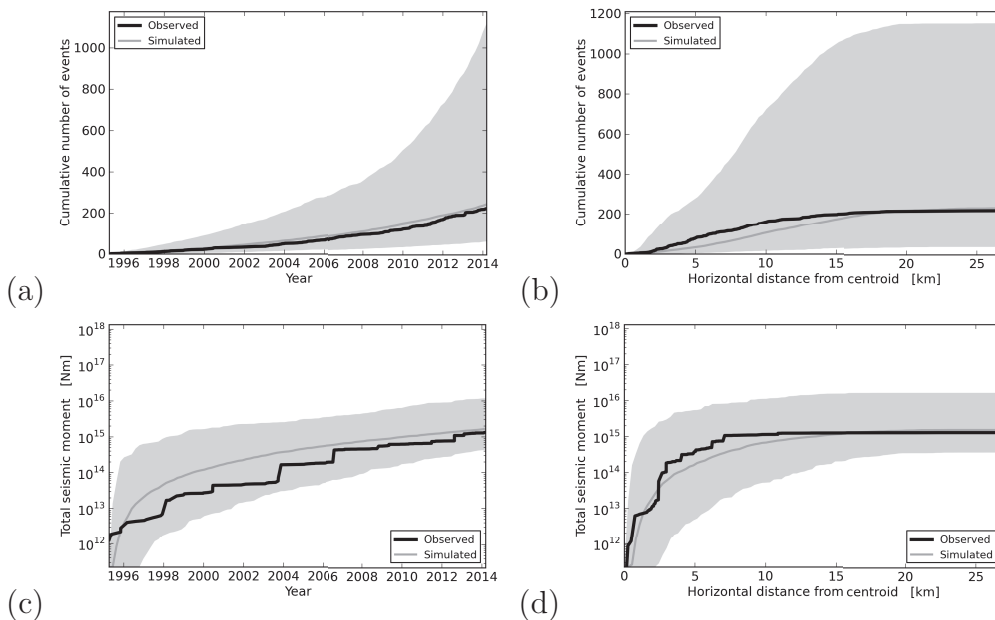 Observed
Simulated
Cumulative number of events
1000
800
600
400
200
0
1996 1998 2000 2002 2004 2006 2008 2010 2012 2014
Year
(a)
Observed
Simulated
Cumulative number of events
1200
1000
800
600
400
200
0
0 5 10 15 20 25
Horizontal distance from centroid [km]
(b)
Total seismic moment [Nm]
10^18
10^17
10^16
10^15
10^14
10^13
10^12
Observed
Simulated
1996 1998 2000 2002 2004 2006 2008 2010 2012 2014
Year
(c)
Total seismic moment [Nm]
10^18
10^17
10^16
10^15
10^14
10^13
10^12
Observed
Simulated
0 5 10 15 20 25
Horizontal distance from centroid [km]
(d)